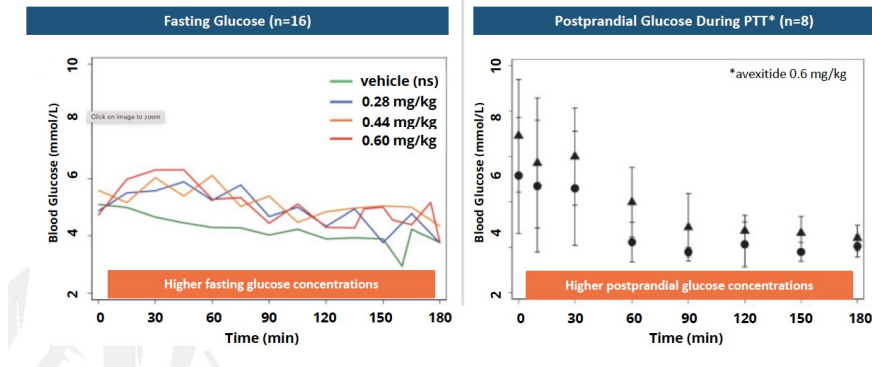 Fasting Glucose (n=16)
Blood Glucose (mmol/L)
10
8
6
4
2
Click on image to zoom
vehicle (ns)
0.28 mg/kg
0.44 mg/kg
0.60 mg/kg
Higher fasting glucose concentrations
0 30 60 90 120 150 180
Time (min)
Postprandial Glucose During PTT* (n=8)
Blood Glucose (mmol/L)
10
8
6
4
2
*avexitide 0.6 mg/kg
Higher postprandial glucose concentrations
0 10 30 60 90 120 150 180
Time (min)